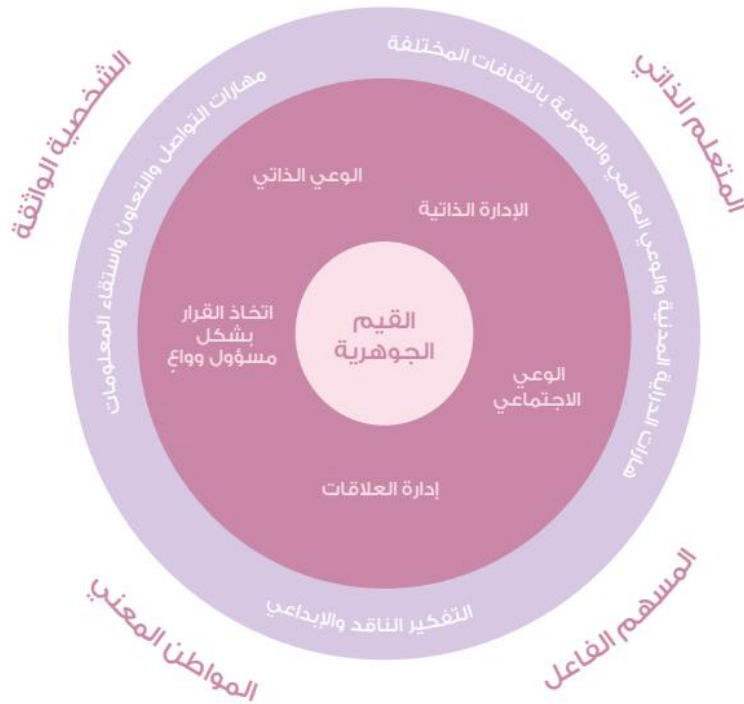 الشخصية الواثقة
المتعلم الذاتي
مهارات التواصل والتعاون واستقاء المعلومات
هارات الدراية المدنية والوعي العالمي والمعرفة بالثقافات المختلفة
الوعي الذاتي
الإدارة الذاتية
اتخاذ القرار
بشكل
مسؤول وواعٍ
القيم
الجوهرية
الوعي
الاجتماعي
إدارة العلاقات
التفكير الناقد والإبداعي
المواطن المعني
المسهم الفاعل